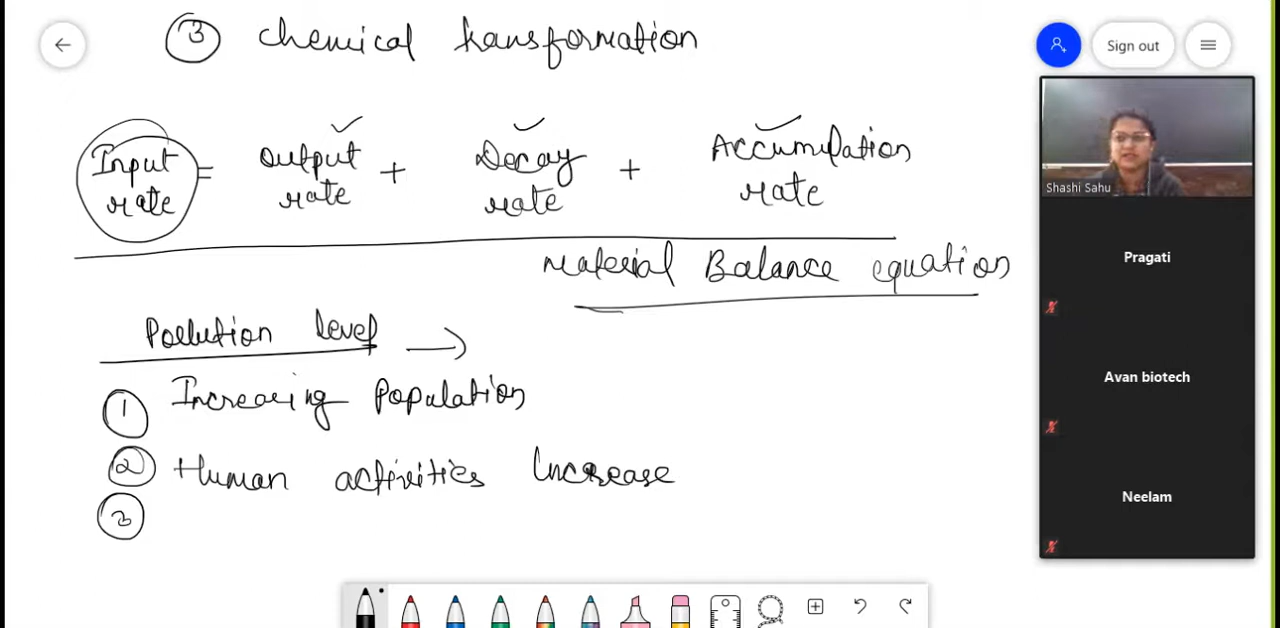 ③ Chemical transformation
Sign out
Input rate = Output rate + Decay rate + Accumulation rate
Shashi Sahu
Material Balance equation
Pragati
Pollution level →
① Increasing Population
Avan biotech
② Human activities Increase
Neelam
③